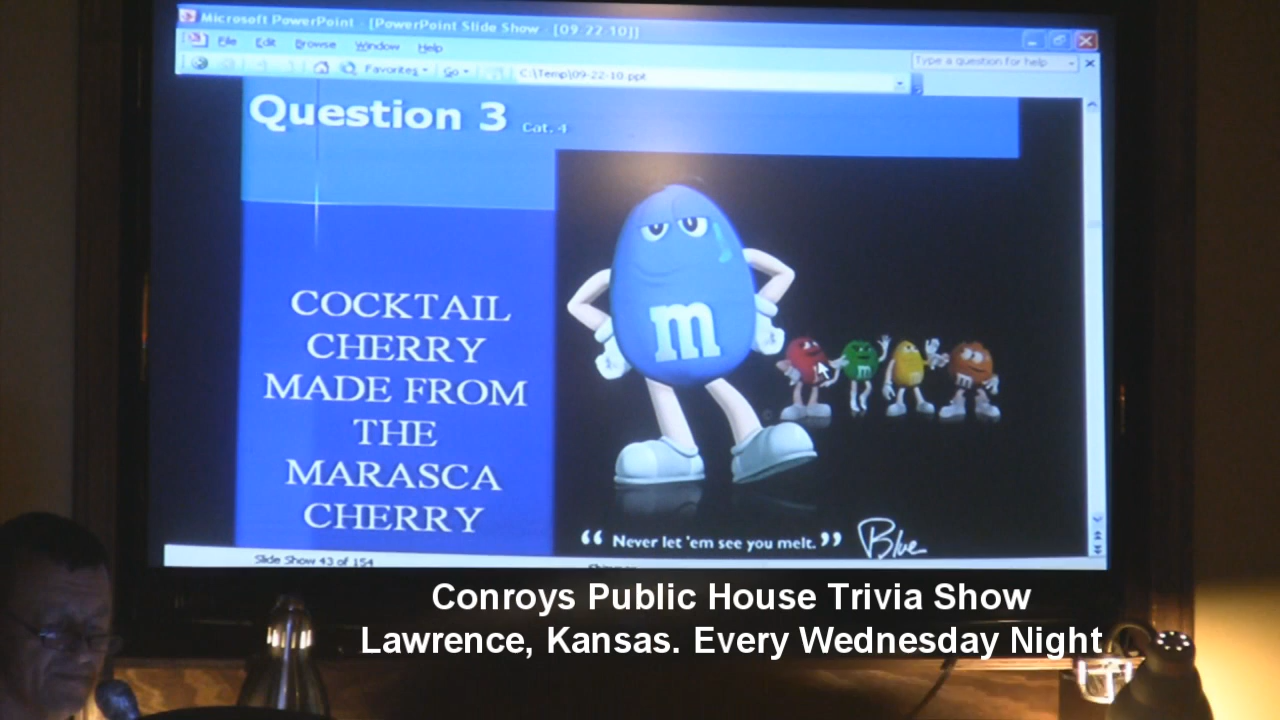 Microsoft PowerPoint - [PowerPoint Slide Show - [09-22-10]]
File Edit Browse Window Help
Type a question for help
Favorites Go C:\Temp\09-22-10.ppt
Question 3 Cat. 4
COCKTAIL
CHERRY
MADE FROM
THE
MARASCA
CHERRY
m
m
m
“ Never let 'em see you melt. ” Blue
Slide Show 43 of 154
Conroys Public House Trivia Show
Lawrence, Kansas. Every Wednesday Night